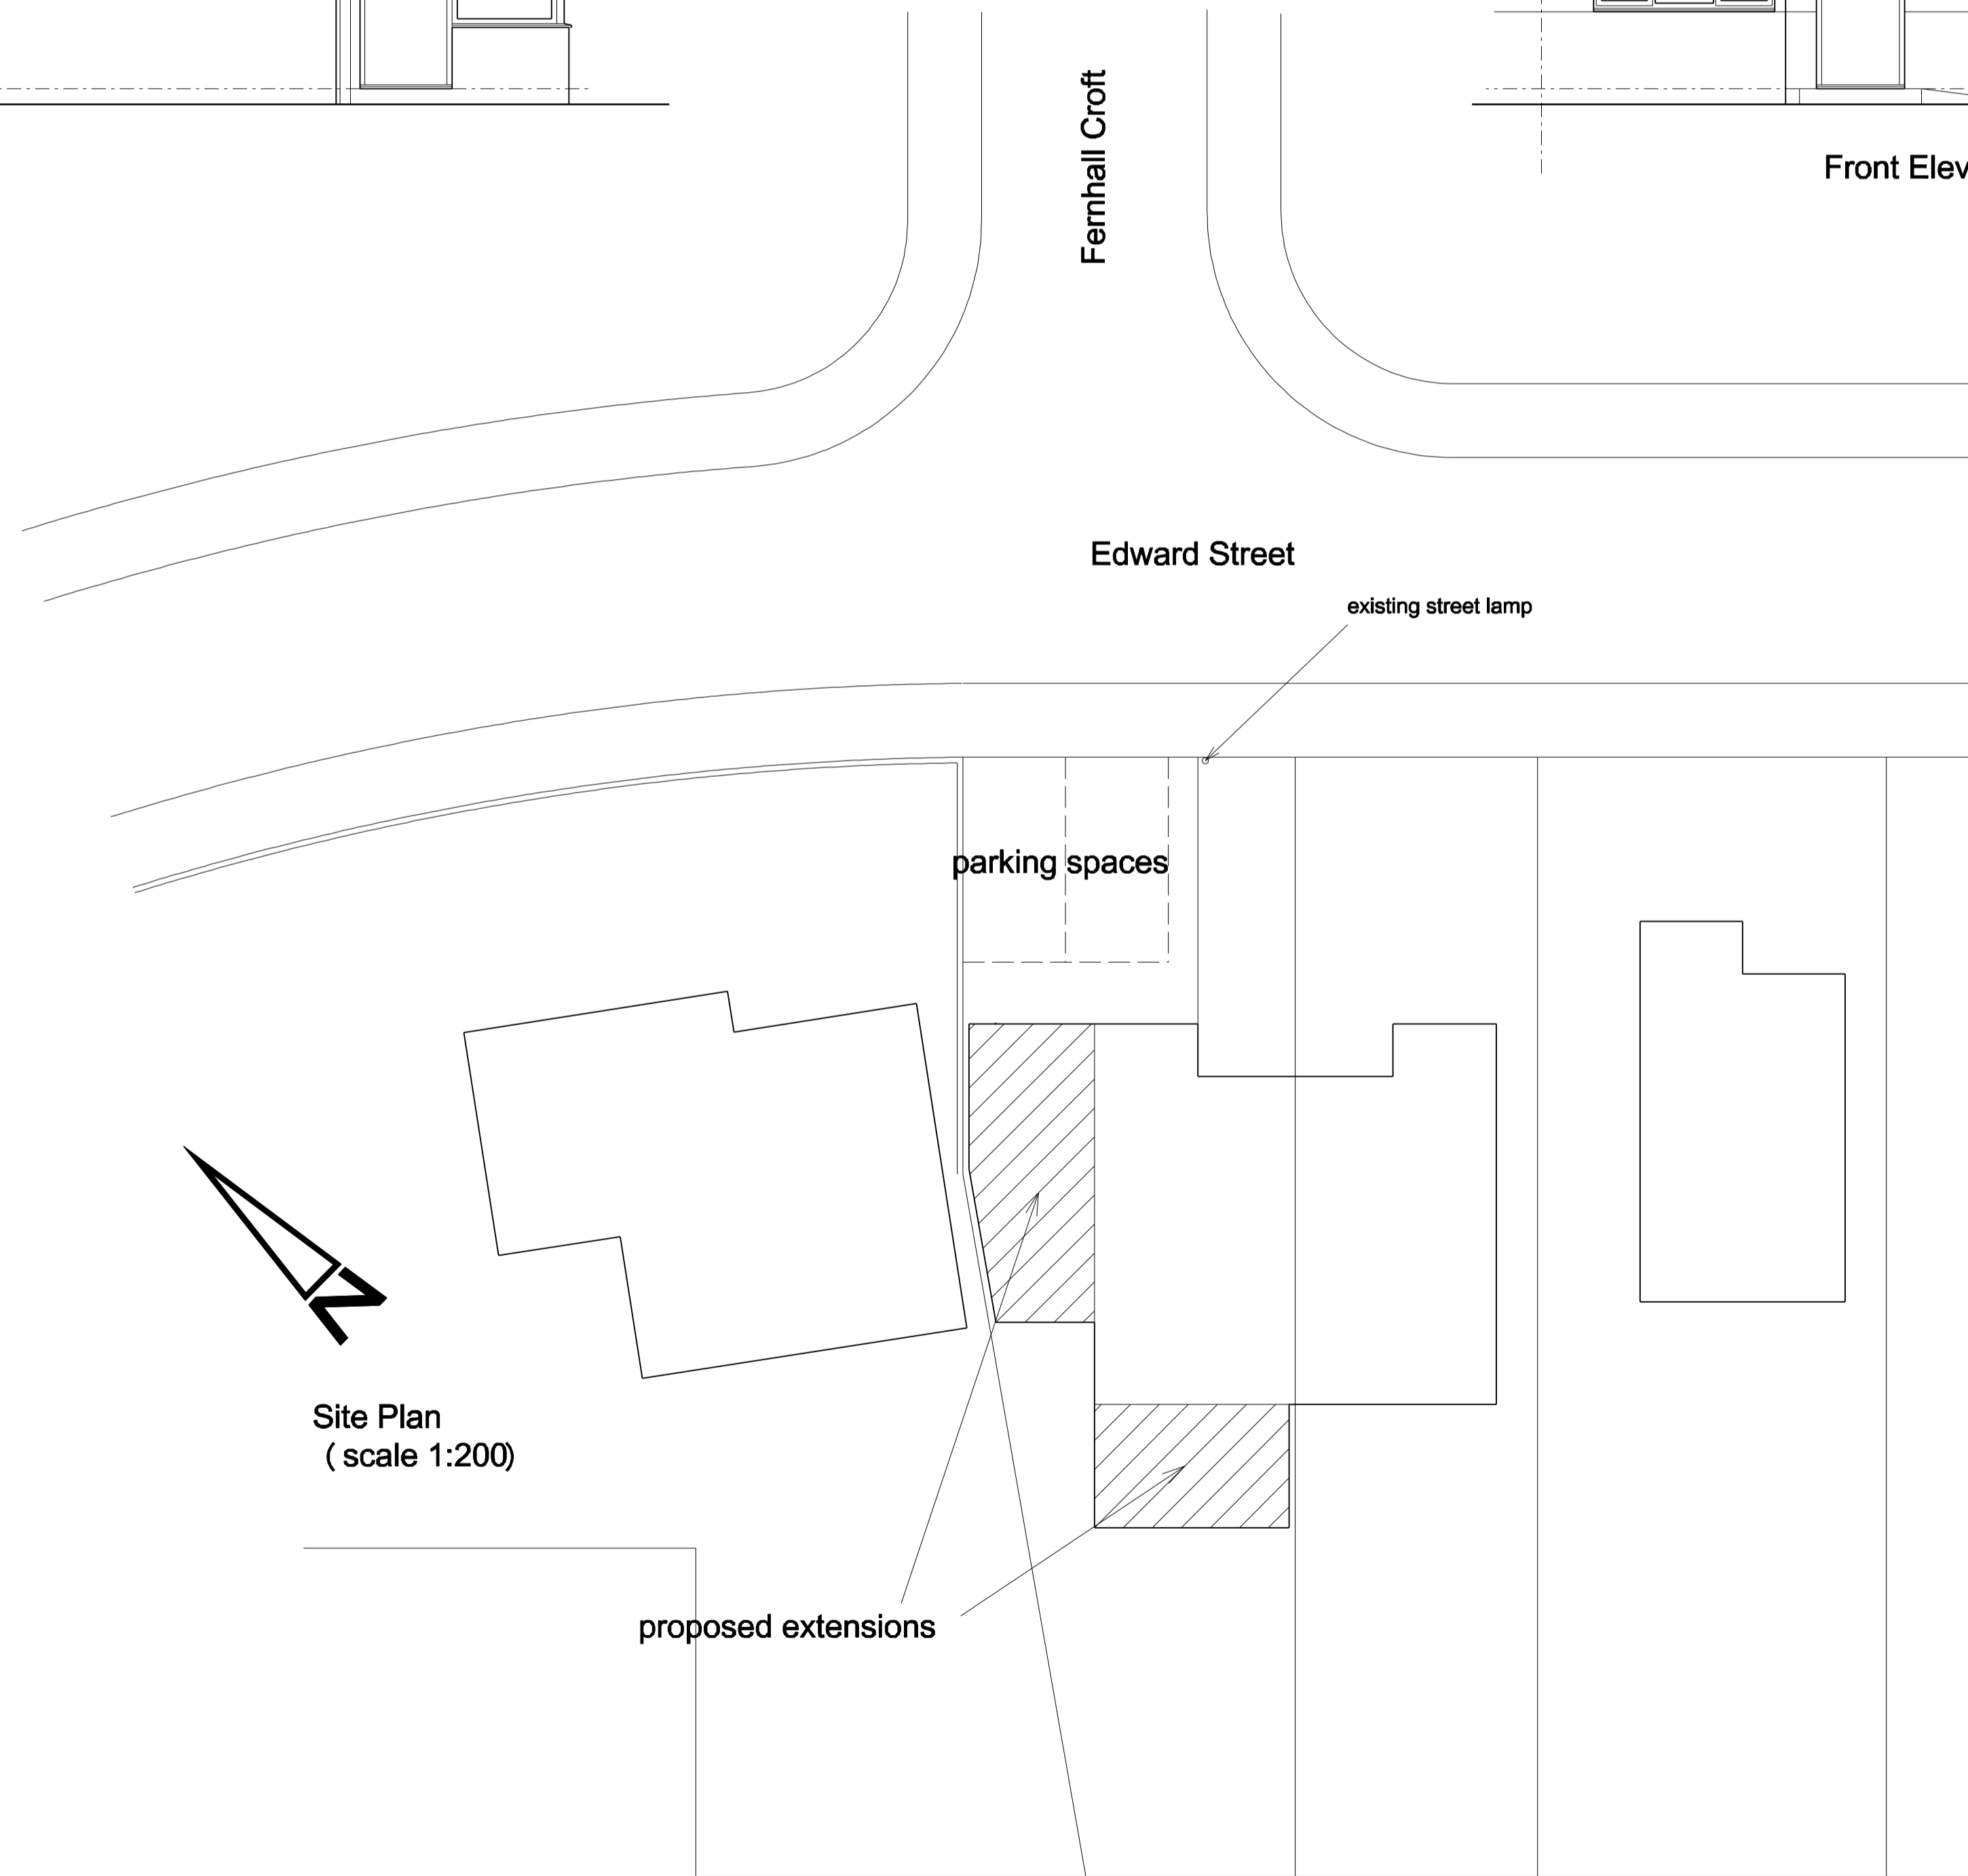 Fernhall Croft
Front Elev
Edward Street
existing street lamp
parking spaces
N
Site Plan
( scale 1:200)
proposed extensions